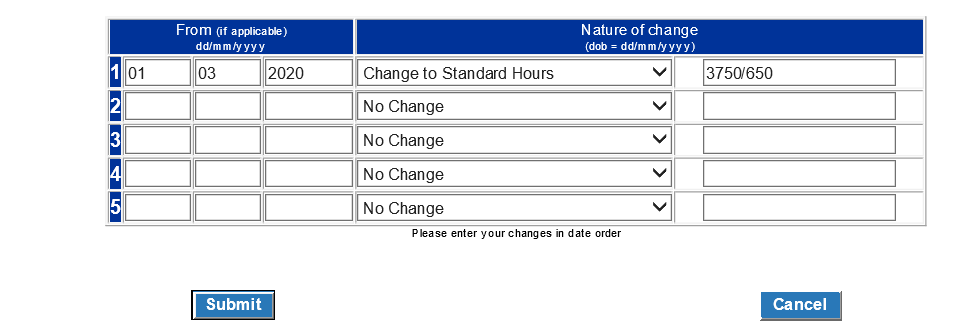 From (if applicable) Nature of change
dd/mm/yyyy (dob = dd/mm/yyyy)
1 01 03 2020 Change to Standard Hours 3750/650
2 No Change
3 No Change
4 No Change
5 No Change
Please enter your changes in date order
Submit Cancel